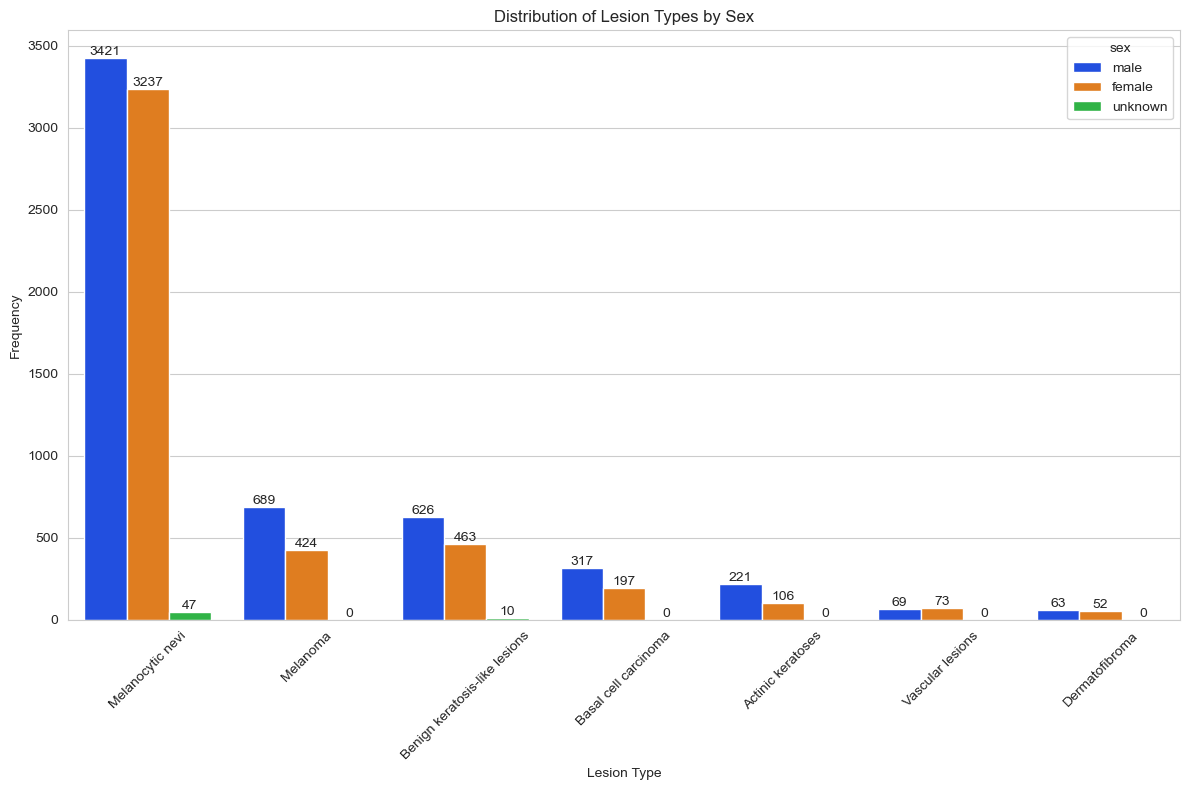 Distribution of Lesion Types by Sex
sex
male
female
unknown
Frequency
3500
3000
2500
2000
1500
1000
500
0
3421
3237
47
689
424
0
626
463
10
317
197
0
221
106
0
69
73
0
63
52
0
Melanocytic nevi
Melanoma
Benign keratosis-like lesions
Basal cell carcinoma
Actinic keratoses
Vascular lesions
Dermatofibroma
Lesion Type